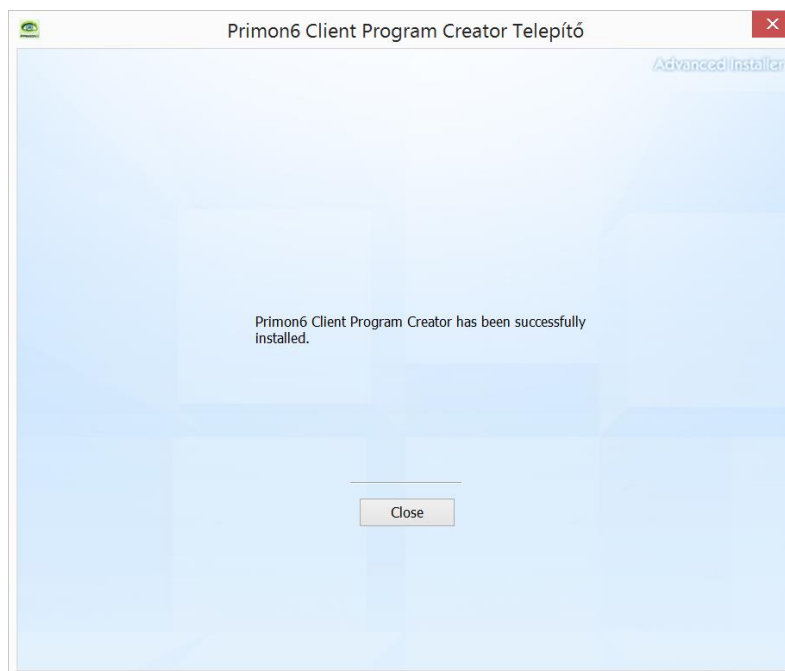 Primon6 Client Program Creator Telepítő
Advanced Installer
Primon6 Client Program Creator has been successfully
installed.
Close